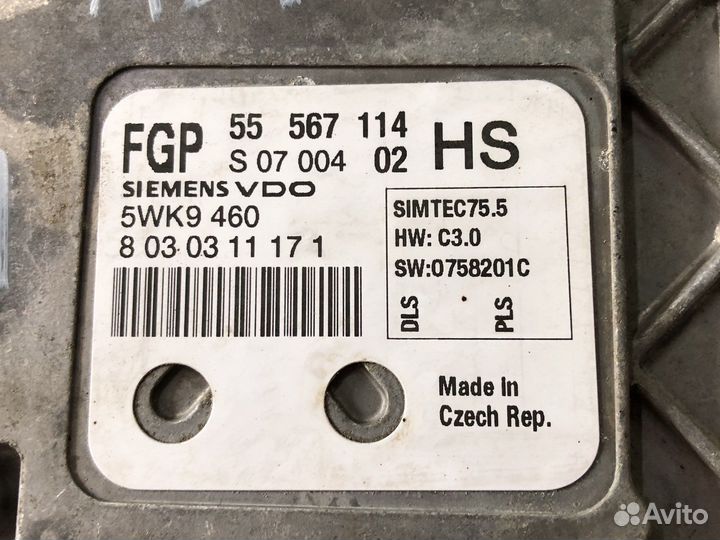 FGP 55 567 114 HS
S 07 004 02
SIEMENS VDO
5WK9 460
8 03 03 11 17 1
SIMTEC75.5
HW: C3.0
SW:0758201C
DLS PLS
Made in
Czech Rep.
Avito